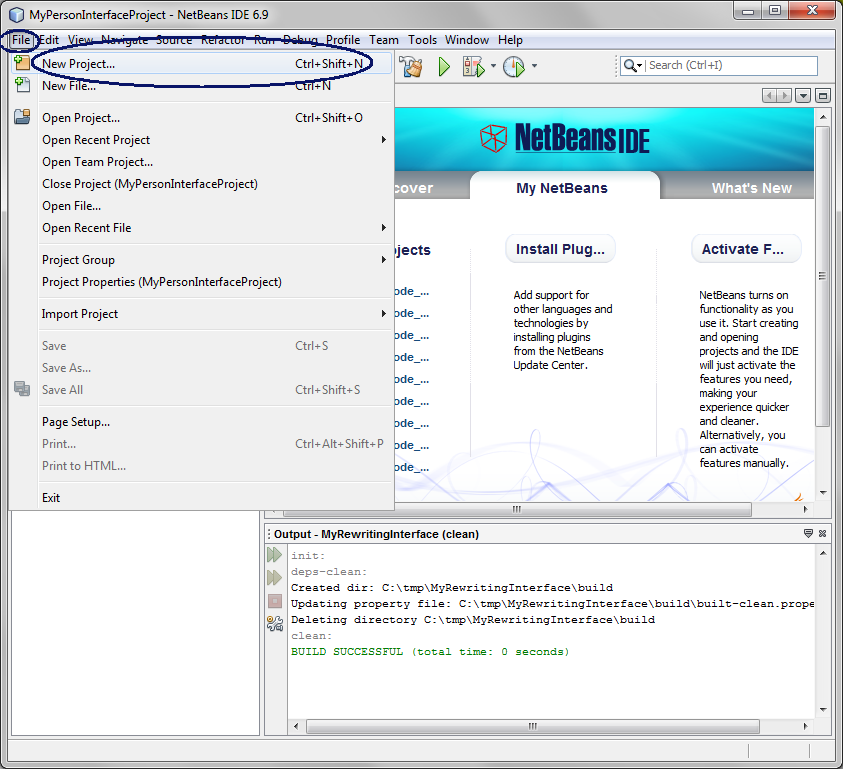 MyPersonInterfaceProject - NetBeans IDE 6.9
File Edit View Navigate Source Refactor Run Debug Profile Team Tools Window Help
New Project... Ctrl+Shift+N
New File... Ctrl+N
Open Project... Ctrl+Shift+O
Open Recent Project
Open Team Project...
Close Project (MyPersonInterfaceProject)
Open File...
Open Recent File
Project Group
Project Properties (MyPersonInterfaceProject)
Import Project
Save Ctrl+S
Save As...
Save All Ctrl+Shift+S
Page Setup...
Print... Ctrl+Alt+Shift+P
Print to HTML...
Exit
Search (Ctrl+I)
NetBeans IDE
cover My NetBeans What's New
ojects
ode_...
ode_...
ode_...
ode_...
ode_...
ode_...
ode_...
ode_...
ode_...
Install Plug...
Add support for
other languages and
technologies by
installing plugins
from the NetBeans
Update Center.
Activate F...
NetBeans turns on
functionality as you
use it. Start creating
and opening
projects and the IDE
will just activate the
features you need,
making your
experience quicker
and cleaner.
Alternatively, you
can activate
features manually.
Output - MyRewritingInterface (clean)
init:
deps-clean:
Created dir: C:\tmp\MyRewritingInterface\build
Updating property file: C:\tmp\MyRewritingInterface\build\built-clean.prope
Deleting directory C:\tmp\MyRewritingInterface\build
clean:
BUILD SUCCESSFUL (total time: 0 seconds)